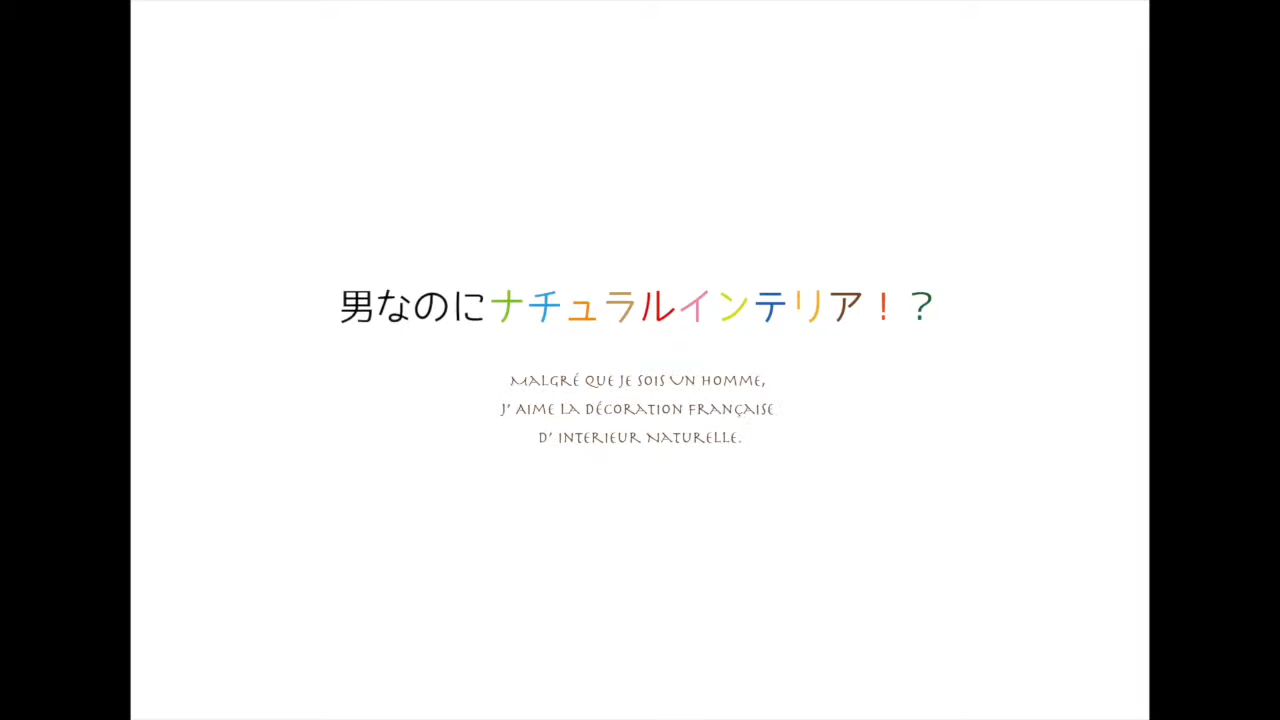 男なのにナチュラルインテリア！？
Malgré que je sois Un homme,
J’ Aime la décoration française
D’ interieur Naturelle.